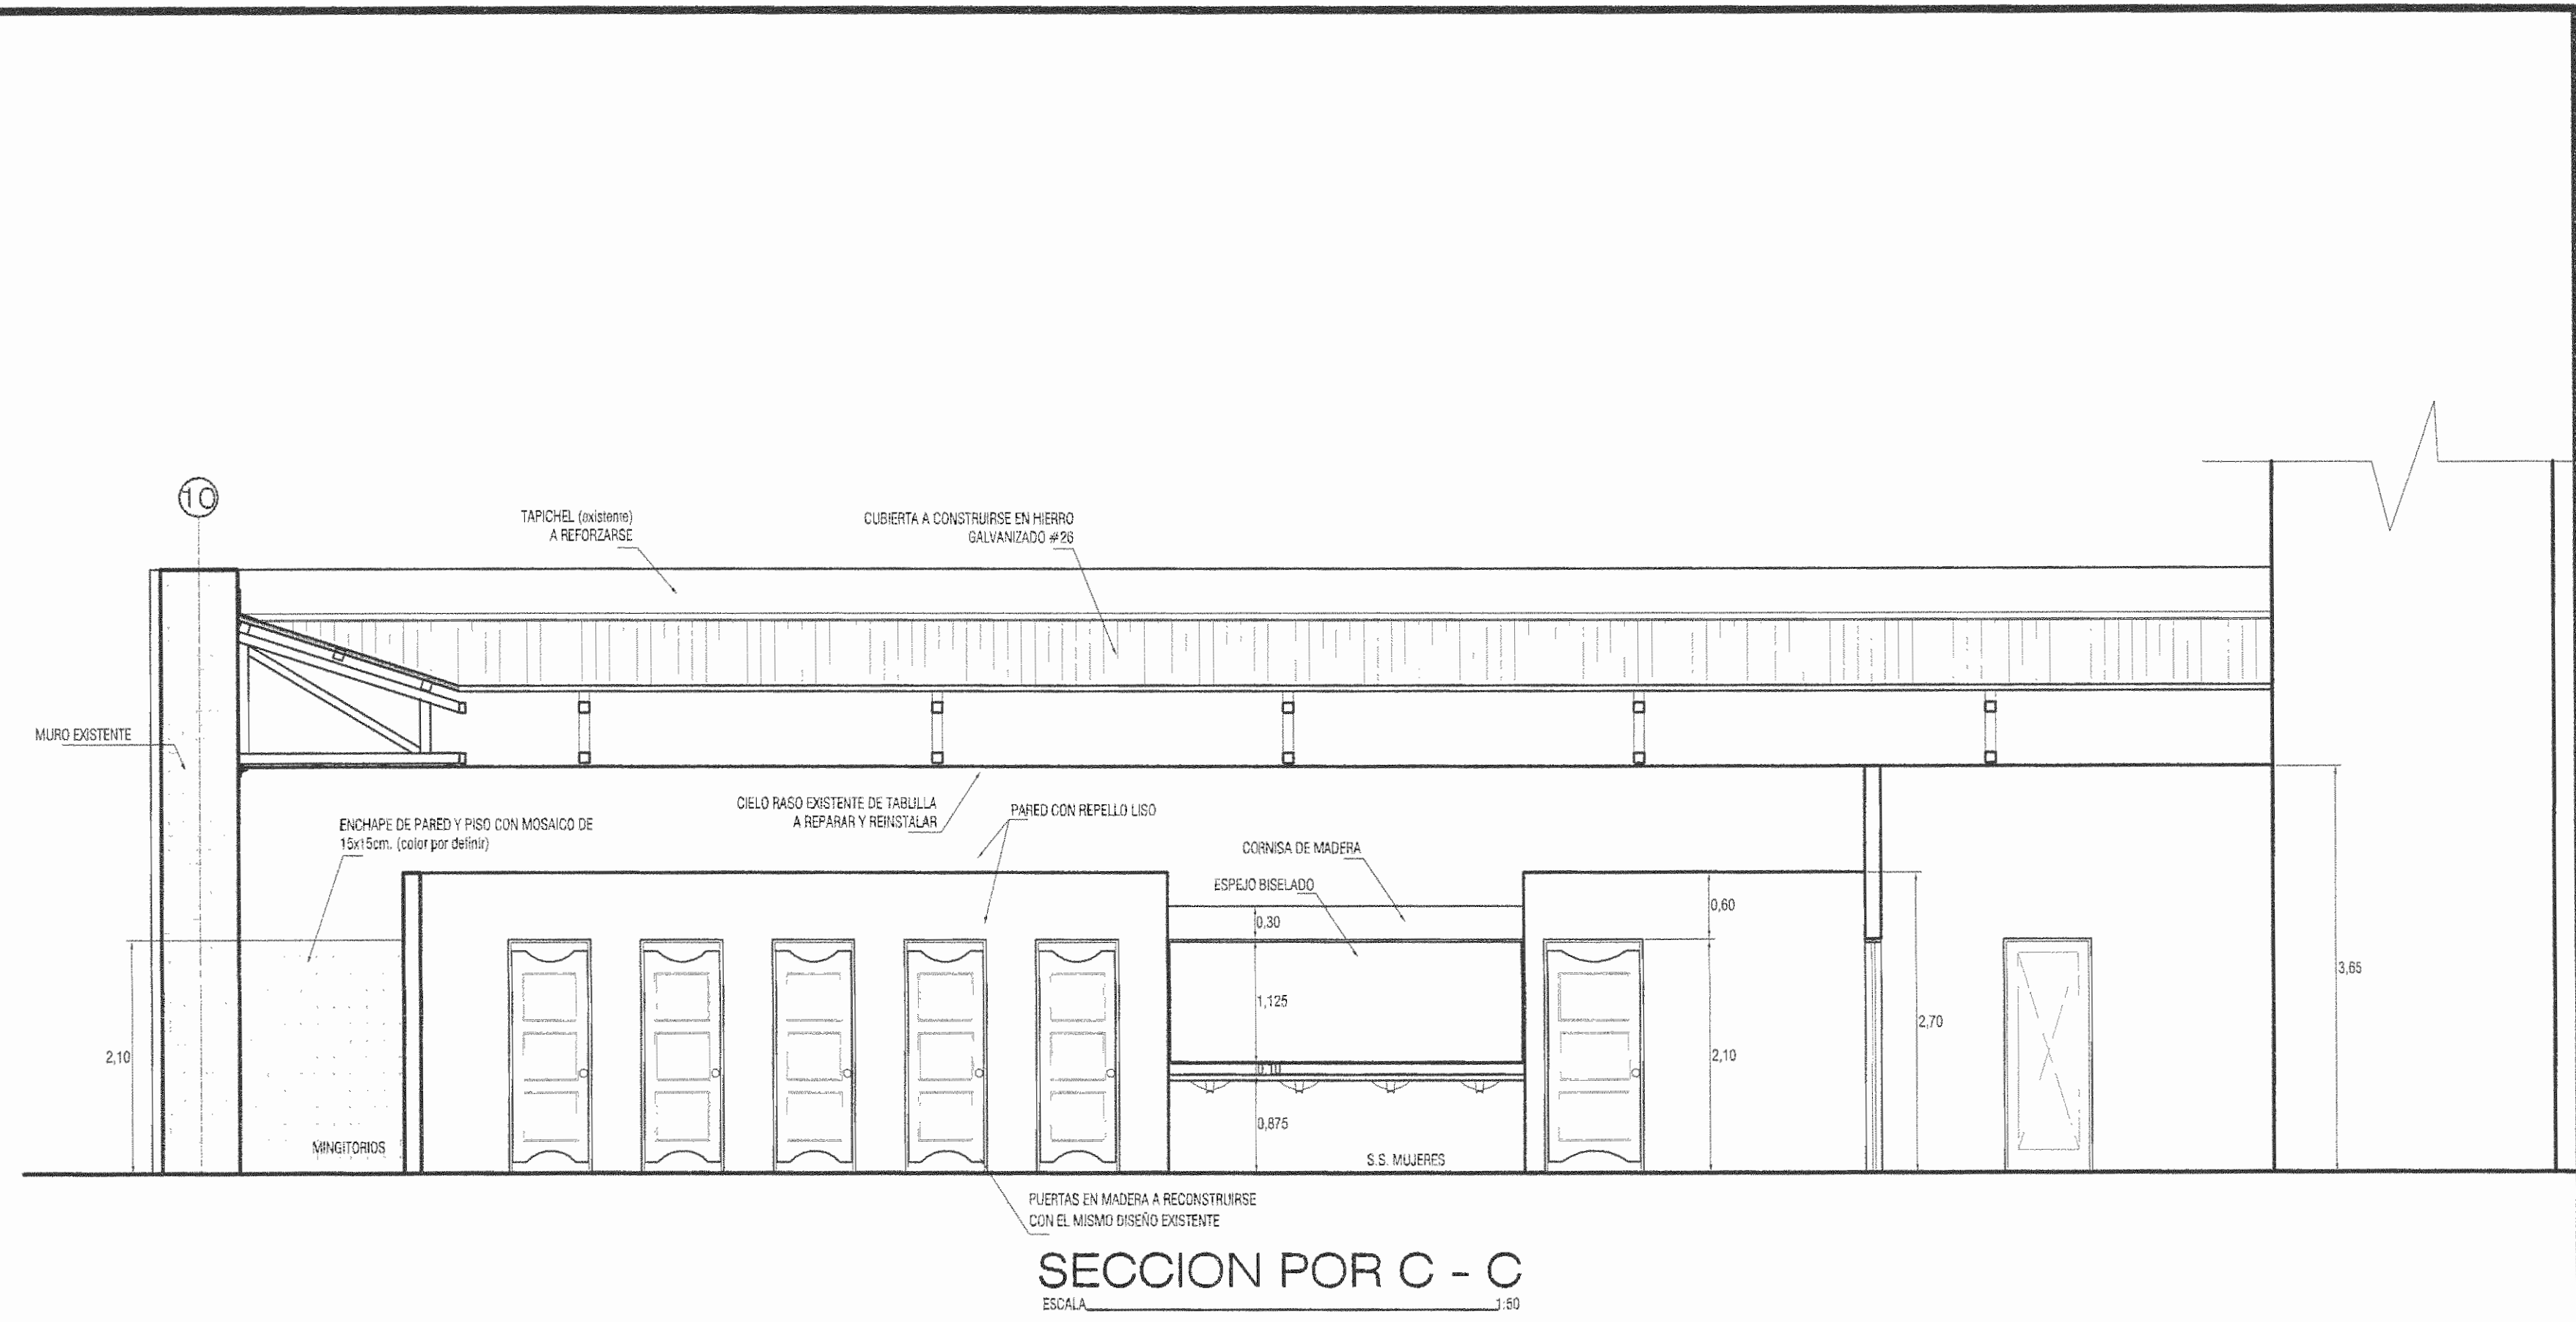 10
TAPICHEL (existente)
A REFORZARSE
CUBIERTA A CONSTRUIRSE EN HIERRO
GALVANIZADO #26
MURO EXISTENTE
CIELO RASO EXISTENTE DE TABLILLA
A REPARAR Y REINSTALAR
PARED CON REPELLO LISO
ENCHAPE DE PARED Y PISO CON MOSAICO DE
15x15cm. (color por definir)
CORNISA DE MADERA
ESPEJO BISELADO
0,30
0,60
1,125
3,65
2,70
2,10
2,10
0,10
0,875
MINGITORIOS
S.S. MUJERES
PUERTAS EN MADERA A RECONSTRUIRSE
CON EL MISMO DISEÑO EXISTENTE
SECCION POR C - C
ESCALA 1:50